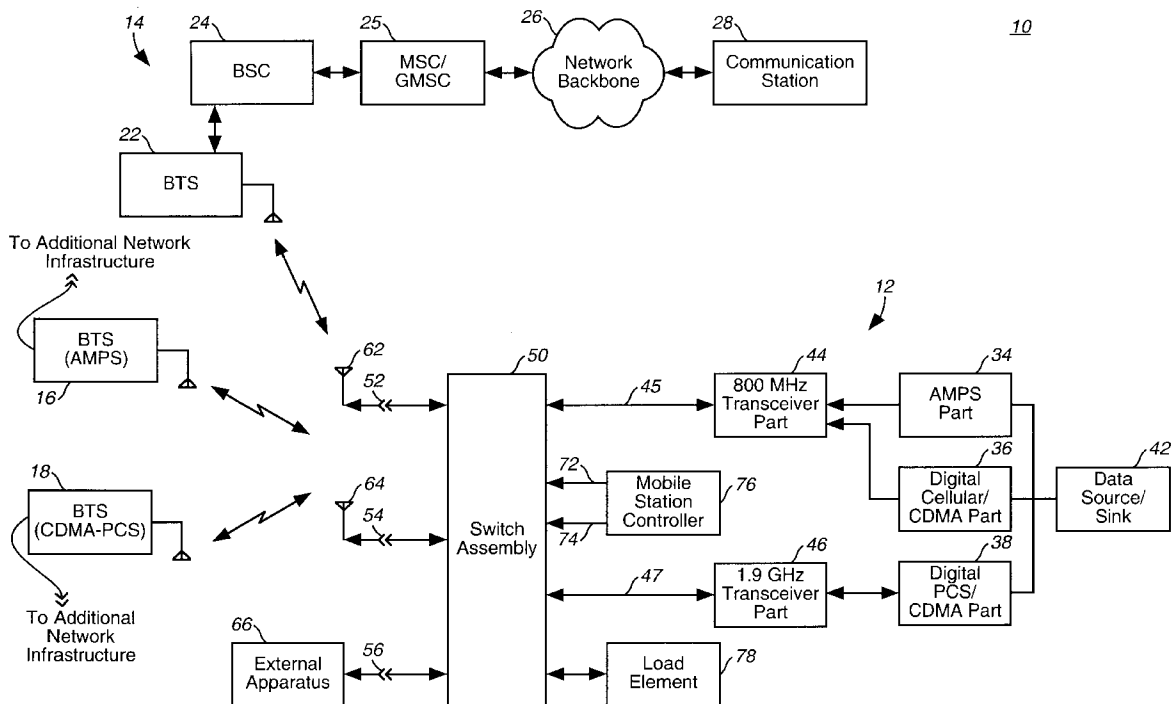 14
24
BSC
25
MSC/
GMSC
26
Network
Backbone
28
Communication
Station
10
22
BTS
To Additional Network
Infrastructure
BTS
(AMPS)
16
18
BTS
(CDMA-PCS)
To Additional
Network
Infrastructure
62
52
64
54
66
External
Apparatus
56
50
Switch
Assembly
12
45
44
800 MHz
Transceiver
Part
34
AMPS
Part
36
Digital
Cellular/
CDMA Part
42
Data
Source/
Sink
72
74
Mobile
Station
Controller
76
47
46
1.9 GHz
Transceiver
Part
38
Digital
PCS/
CDMA Part
Load
Element
78